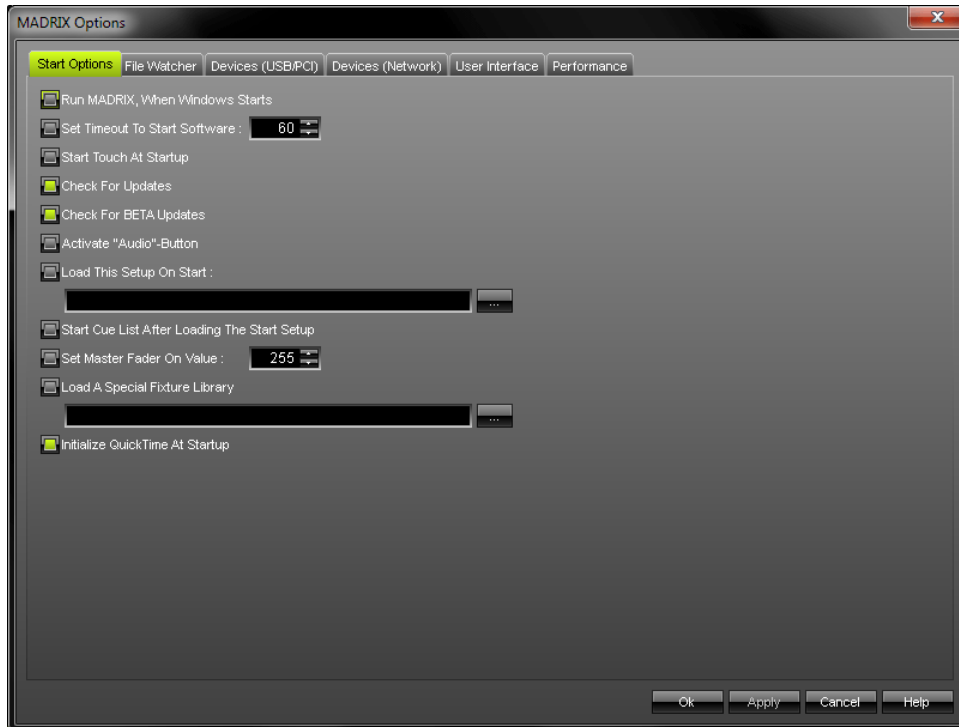 MADRIX Options
Start Options File Watcher Devices (USB/PCI) Devices (Network) User Interface Performance
Run MADRIX, When Windows Starts
Set Timeout To Start Software : 60
Start Touch At Startup
Check For Updates
Check For BETA Updates
Activate "Audio"-Button
Load This Setup On Start :
...
Start Cue List After Loading The Start Setup
Set Master Fader On Value : 255
Load A Special Fixture Library
...
Initialize QuickTime At Startup
Ok Apply Cancel Help